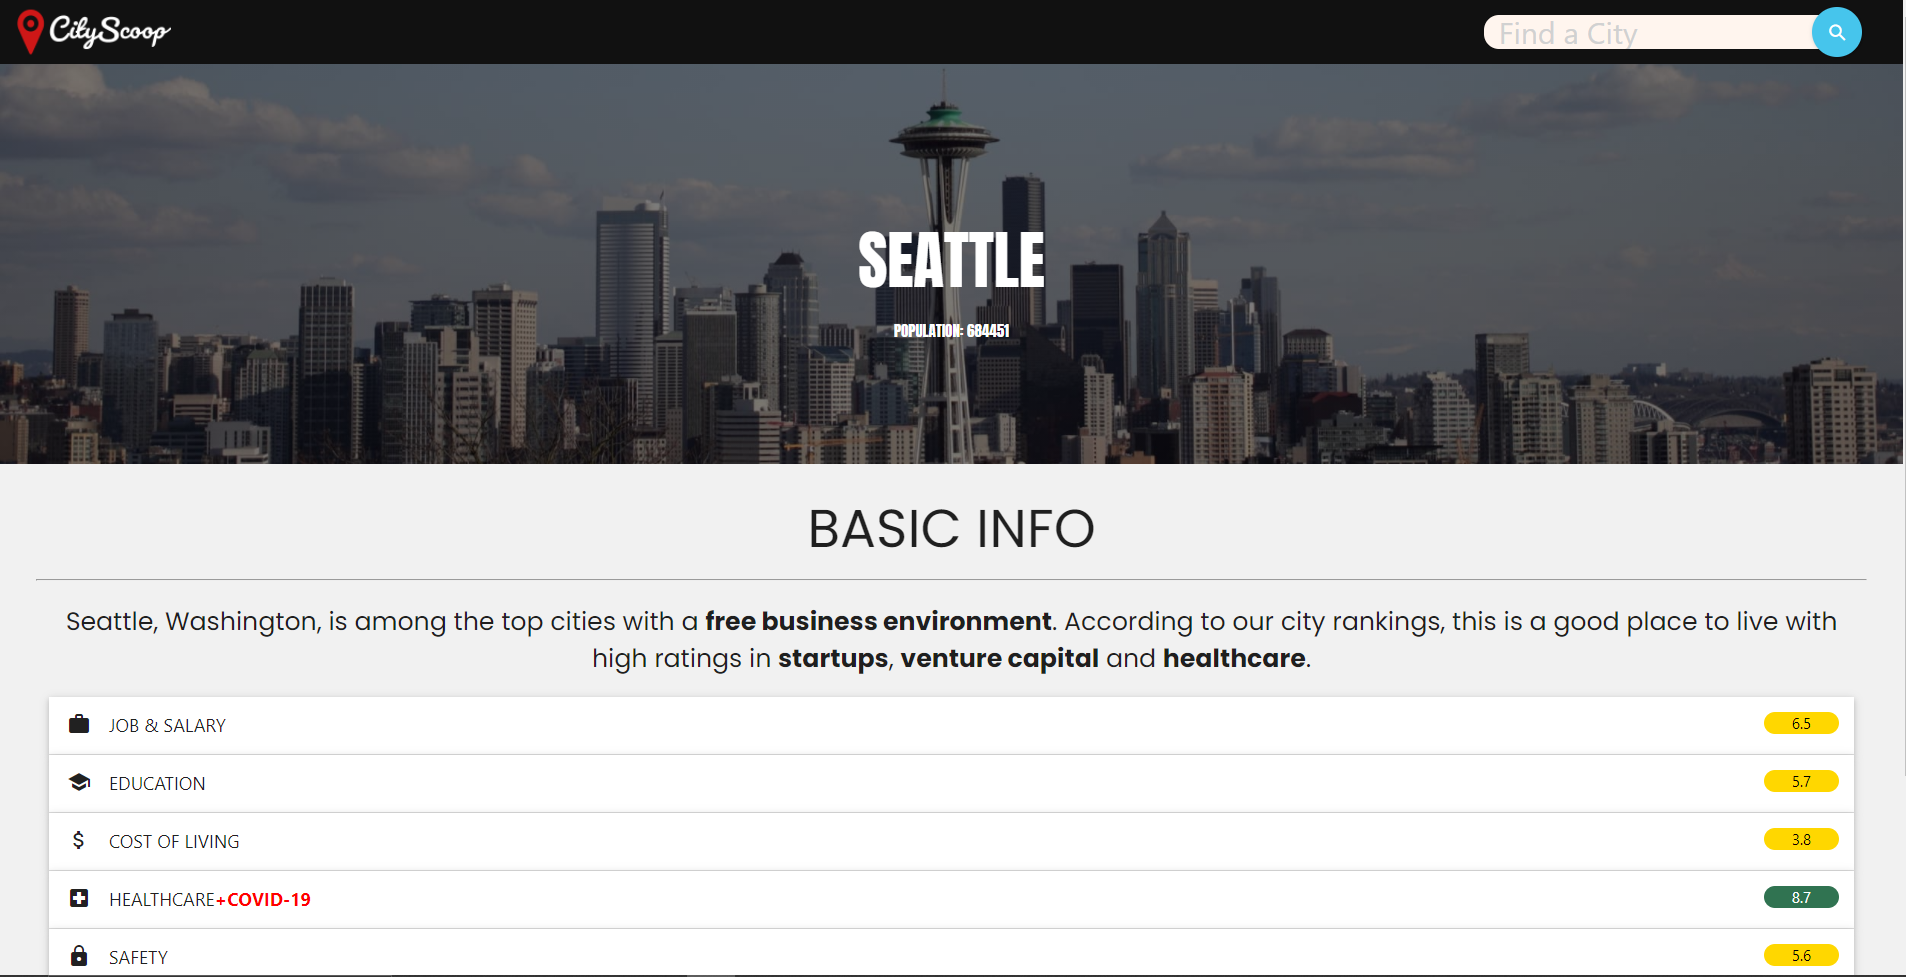 CityScoop
Find a City
SEATTLE
POPULATION: 684451
BASIC INFO
Seattle, Washington, is among the top cities with a free business environment. According to our city rankings, this is a good place to live with
high ratings in startups, venture capital and healthcare.
JOB & SALARY 6.5
EDUCATION 5.7
COST OF LIVING 3.8
HEALTHCARE+COVID-19 8.7
SAFETY 5.6